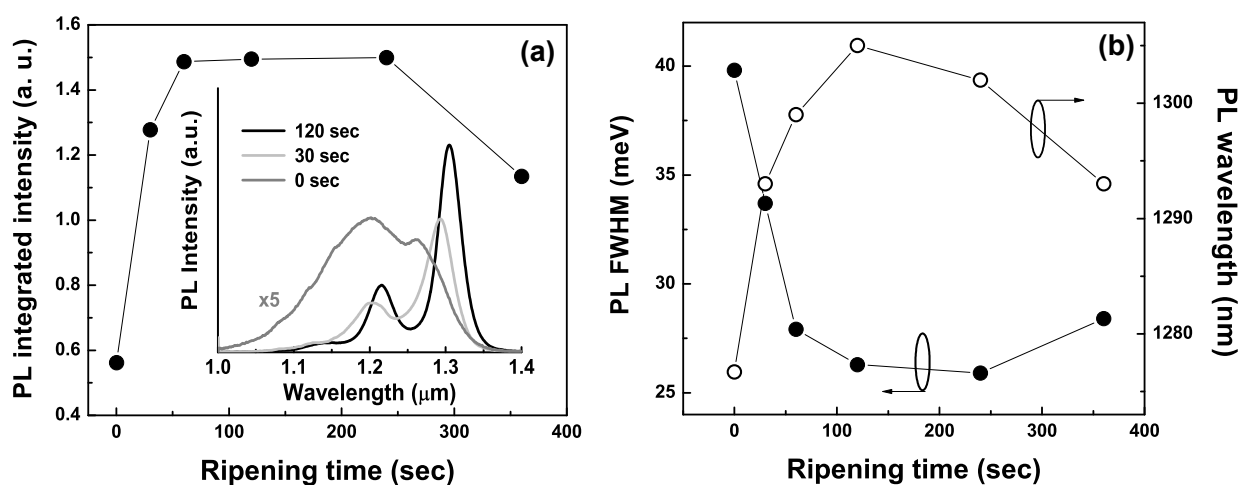 (a)
PL integrated intensity (a. u.)
1.6
1.4
1.2
1.0
0.8
0.6
0.4
0
100
200
300
400
Ripening time (sec)
120 sec
30 sec
0 sec
x5
PL Intensity (a.u.)
1.0
1.1
1.2
1.3
1.4
Wavelength (μm)
(b)
PL FWHM (meV)
40
35
30
25
0
100
200
300
400
Ripening time (sec)
1300
1290
1280
PL wavelength (nm)